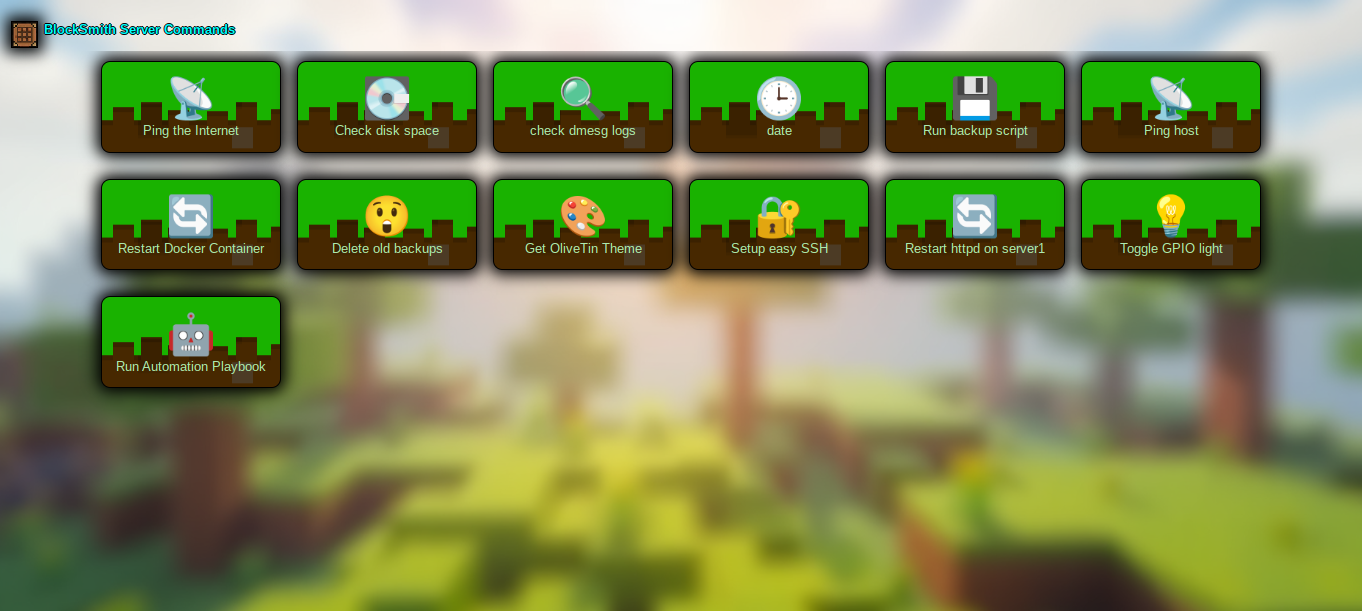 BlockSmith Server Commands
Ping the Internet
Check disk space
check dmesg logs
date
Run backup script
Ping host
Restart Docker Container
Delete old backups
Get OliveTin Theme
Setup easy SSH
Restart httpd on server1
Toggle GPIO light
Run Automation Playbook